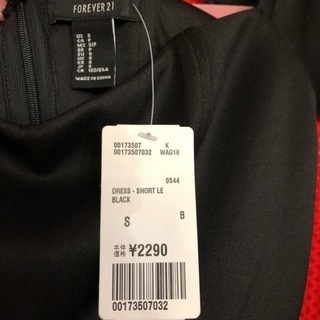 FOREVER 21
US S
MADE IN CHINA
00173507 K
00173507032 WAG18
0544
DRESS - SHORT LE
BLACK
S B
本体
価格 ¥2290
00173507032